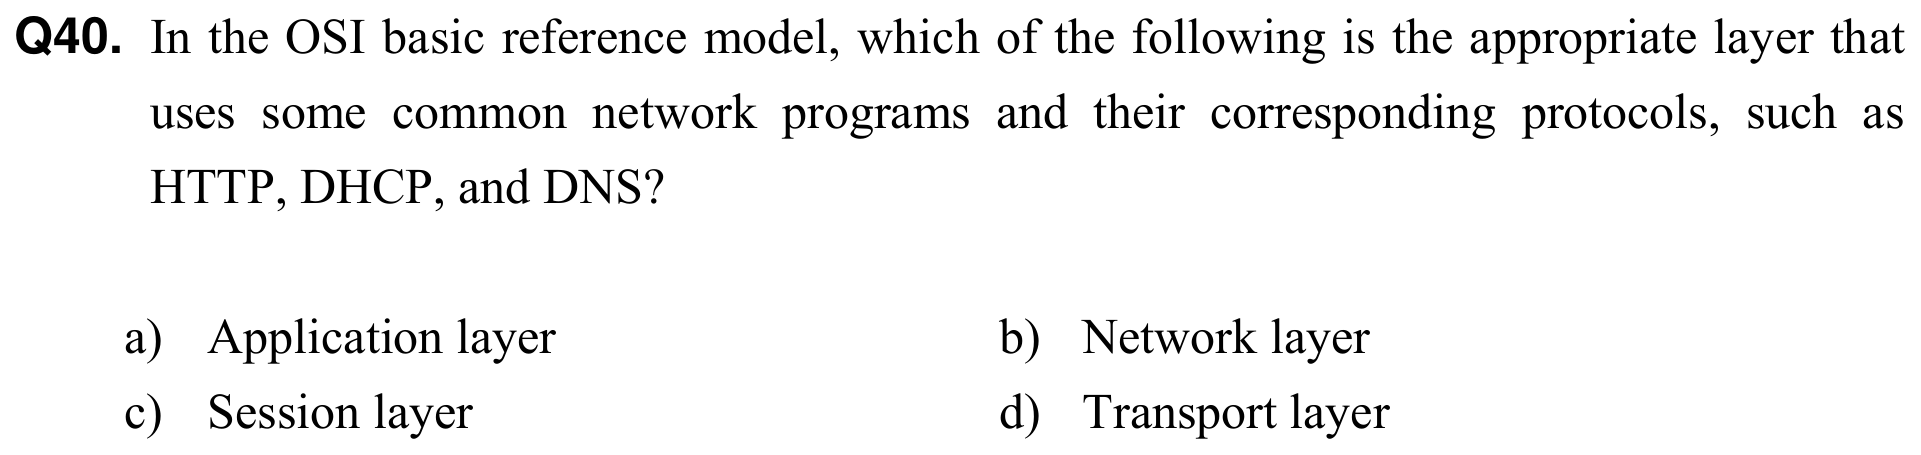 Q40. In the OSI basic reference model, which of the following is the appropriate layer that
uses some common network programs and their corresponding protocols, such as
HTTP, DHCP, and DNS?
a) Application layer b) Network layer
c) Session layer d) Transport layer